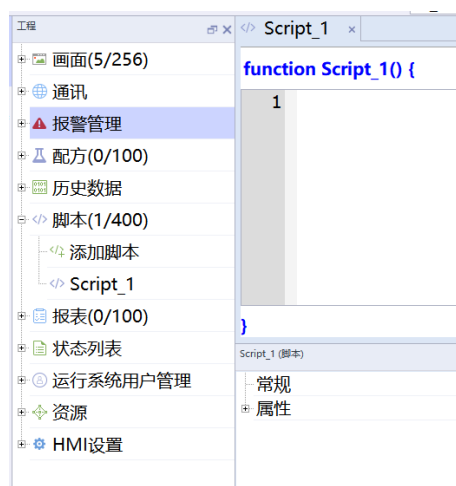 工程
画面(5/256)
通讯
报警管理
配方(0/100)
历史数据
脚本(1/400)
添加脚本
Script_1
报表(0/100)
状态列表
运行系统用户管理
资源
HMI设置
Script_1 ×
function Script_1() {
1
}
Script_1 (脚本)
常规
属性